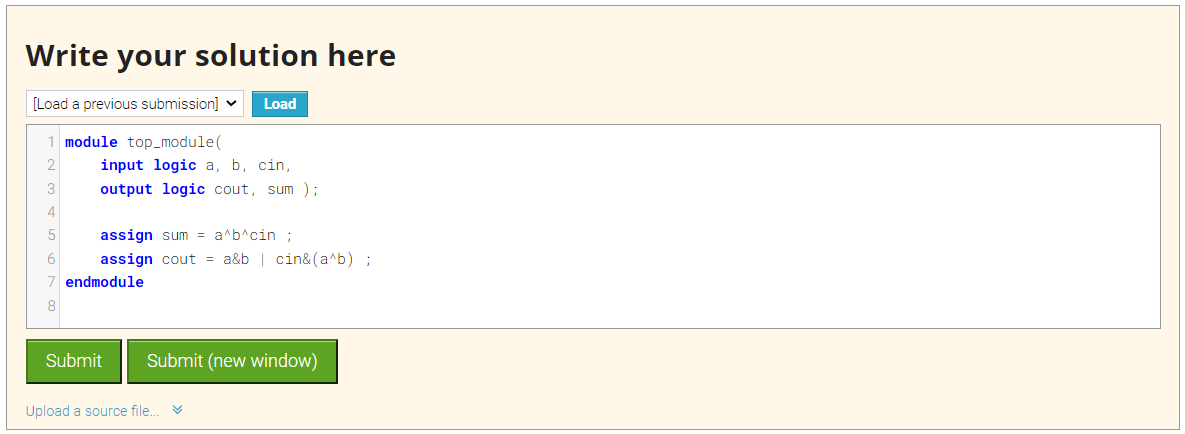 Write your solution here
[Load a previous submission] Load
1 module top_module(
2     input logic a, b, cin,
3     output logic cout, sum );
4
5     assign sum = a^b^cin ;
6     assign cout = a&b | cin&(a^b) ;
7 endmodule
8
Submit Submit (new window)
Upload a source file...